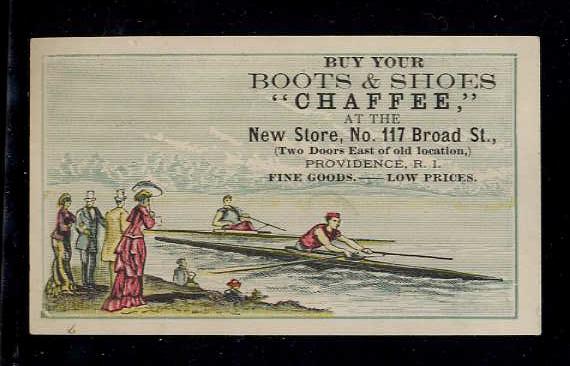 BUY YOUR
BOOTS & SHOES
"CHAFFEE,"
AT THE
New Store, No. 117 Broad St.,
(Two Doors East of old location,)
PROVIDENCE, R. I.
FINE GOODS.—LOW PRICES.